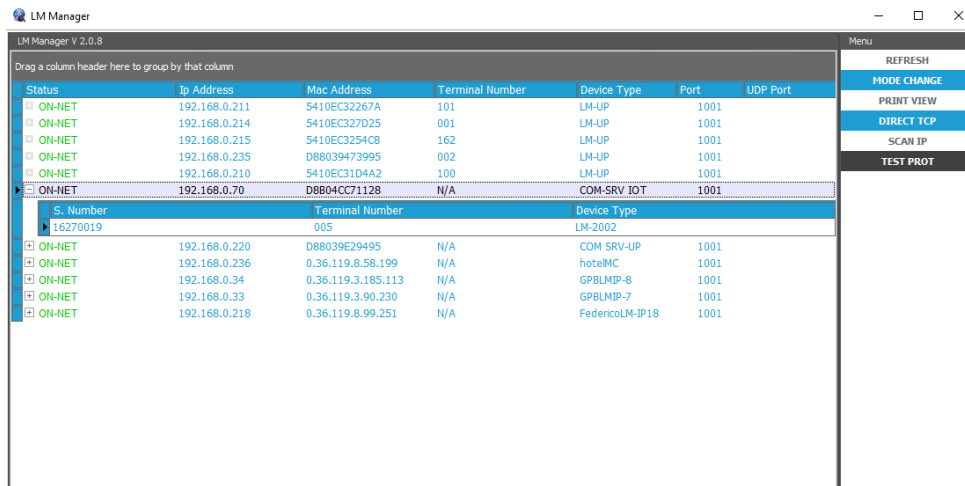 LM Manager
LM Manager V 2.0.8
Menu
Drag a column header here to group by that column
REFRESH
MODE CHANGE
PRINT VIEW
DIRECT TCP
SCAN IP
TEST PROT
Status Ip Address Mac Address Terminal Number Device Type Port UDP Port
ON-NET 192.168.0.211 5410EC32267A 101 LM-UP 1001
ON-NET 192.168.0.214 5410EC327D25 001 LM-UP 1001
ON-NET 192.168.0.215 5410EC3254C8 162 LM-UP 1001
ON-NET 192.168.0.235 D88039473995 002 LM-UP 1001
ON-NET 192.168.0.210 5410EC31D4A2 100 LM-UP 1001
ON-NET 192.168.0.70 D8B04CC71128 N/A COM-SRV IOT 1001
S. Number Terminal Number Device Type
16270019 005 LM-2002
ON-NET 192.168.0.220 D88039E29495 N/A COM SRV-UP 1001
ON-NET 192.168.0.236 0.36.119.8.58.199 N/A hotelMC 1001
ON-NET 192.168.0.34 0.36.119.3.185.113 N/A GPBLMIP-8 1001
ON-NET 192.168.0.33 0.36.119.3.90.230 N/A GPBLMIP-7 1001
ON-NET 192.168.0.218 0.36.119.8.99.251 N/A FedericoLM-IP18 1001